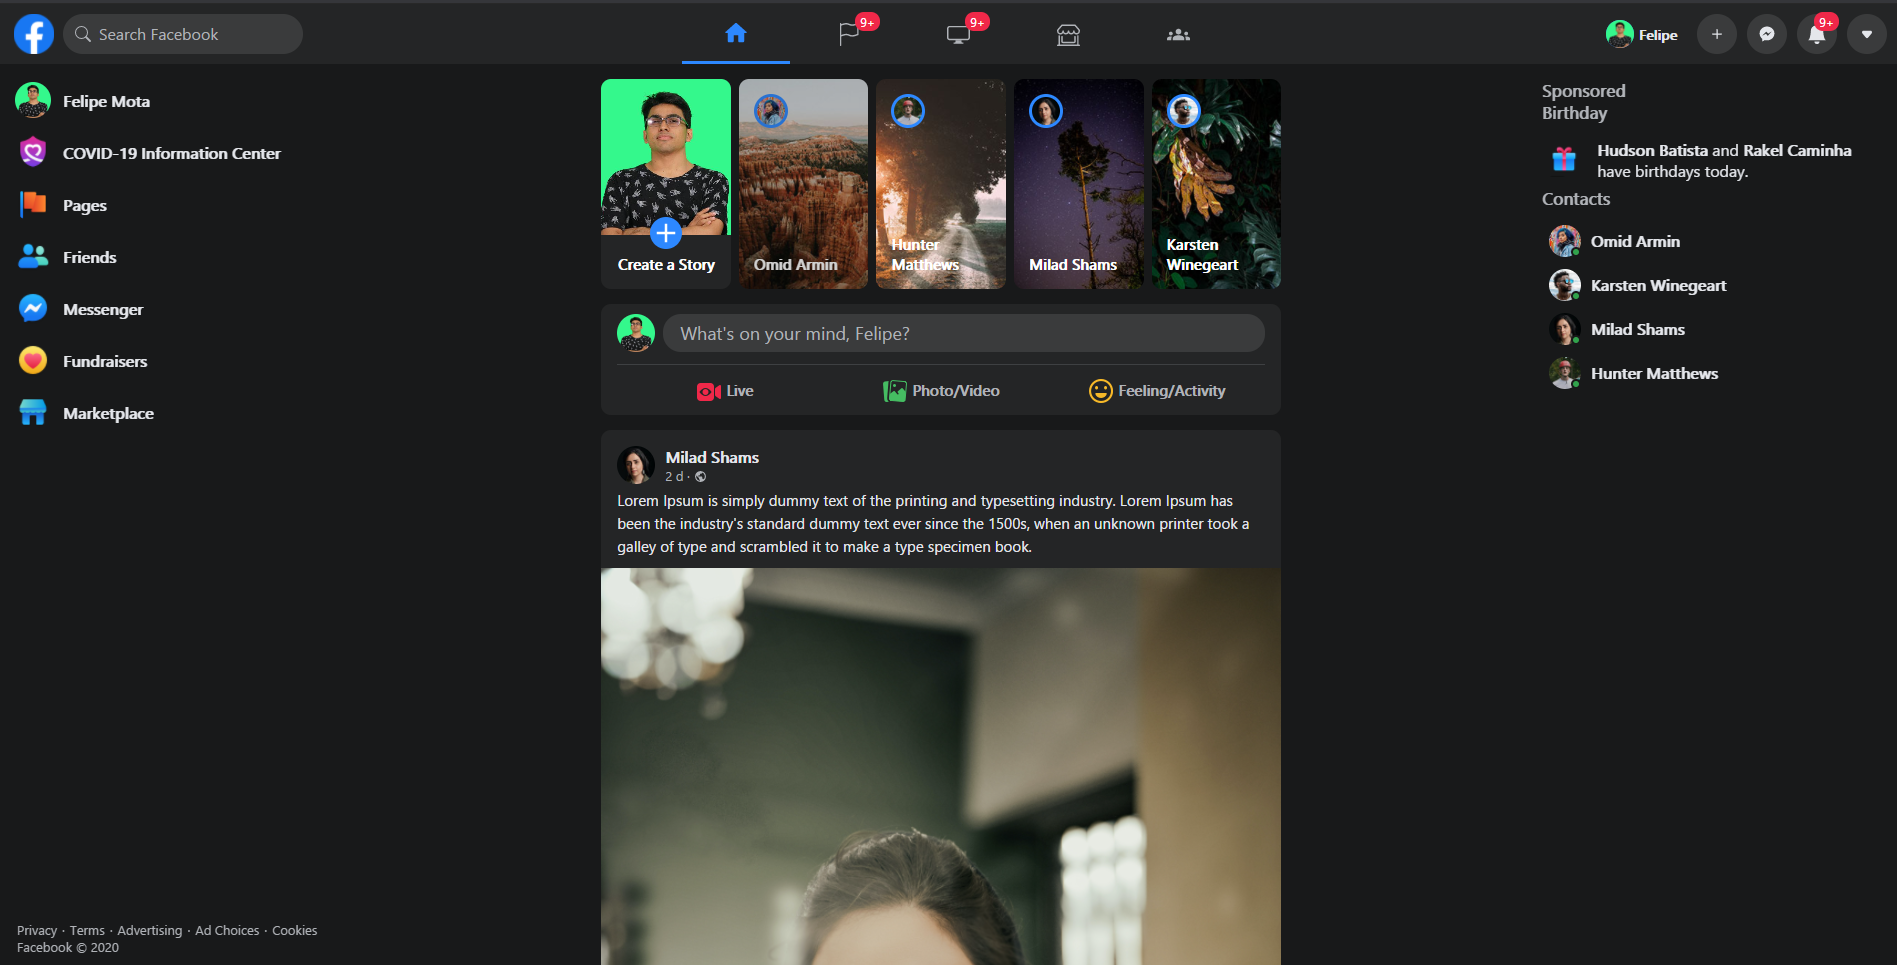 Search Facebook
9+
9+
Felipe
9+
Felipe Mota
COVID-19 Information Center
Pages
Friends
Messenger
Fundraisers
Marketplace
Privacy · Terms · Advertising · Ad Choices · Cookies
Facebook © 2020
Create a Story
Omid Armin
Hunter
Matthews
Milad Shams
Karsten
Winegeart
What's on your mind, Felipe?
Live
Photo/Video
Feeling/Activity
Milad Shams
2 d ·
Lorem Ipsum is simply dummy text of the printing and typesetting industry. Lorem Ipsum has
been the industry's standard dummy text ever since the 1500s, when an unknown printer took a
galley of type and scrambled it to make a type specimen book.
Sponsored
Birthday
Hudson Batista and Rakel Caminha
have birthdays today.
Contacts
Omid Armin
Karsten Winegeart
Milad Shams
Hunter Matthews